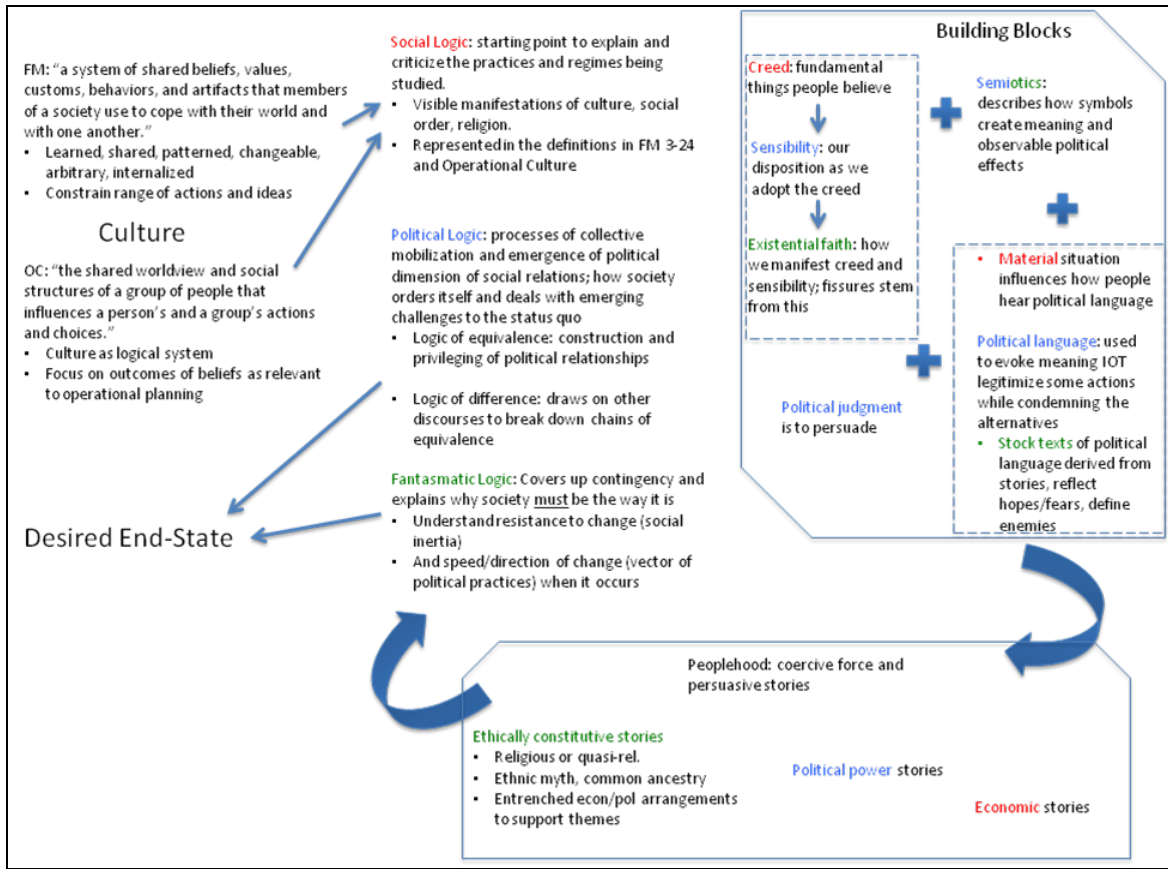 FM: “a system of shared beliefs, values,
customs, behaviors, and artifacts that members
of a society use to cope with their world and
with one another.”
• Learned, shared, patterned, changeable,
arbitrary, internalized
• Constrain range of actions and ideas
Culture
OC: “the shared worldview and social
structures of a group of people that
influences a person’s and a group’s actions
and choices.”
• Culture as logical system
• Focus on outcomes of beliefs as relevant
to operational planning
Desired End-State
Social Logic: starting point to explain and
criticize the practices and regimes being
studied.
• Visible manifestations of culture, social
order, religion.
• Represented in the definitions in FM 3-24
and Operational Culture
Political Logic: processes of collective
mobilization and emergence of political
dimension of social relations; how society
orders itself and deals with emerging
challenges to the status quo
• Logic of equivalence: construction and
privileging of political relationships
• Logic of difference: draws on other
discourses to break down chains of
equivalence
Fantasmatic Logic: Covers up contingency and
explains why society must be the way it is
• Understand resistance to change (social
inertia)
• And speed/direction of change (vector of
political practices) when it occurs
Building Blocks
Creed: fundamental
things people believe
Sensibility: our
disposition as we
adopt the creed
Existential faith: how
we manifest creed and
sensibility; fissures stem
from this
Semiotics:
describes how symbols
create meaning and
observable political
effects
• Material situation
influences how people
hear political language
Political language: used
to evoke meaning IOT
legitimize some actions
while condemning the
alternatives
• Stock texts of political
language derived from
stories, reflect
hopes/fears, define
enemies
Political judgment
is to persuade
Peoplehood: coercive force and
persuasive stories
Ethically constitutive stories
• Religious or quasi-rel.
• Ethnic myth, common ancestry
• Entrenched econ/pol arrangements
to support themes
Political power stories
Economic stories